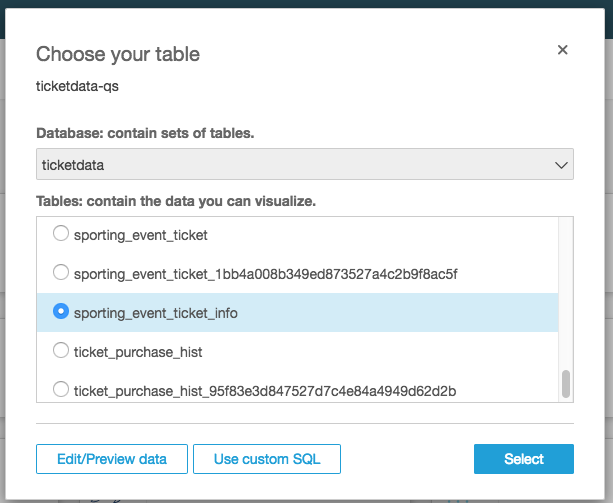 Choose your table
ticketdata-qs
Database: contain sets of tables.
ticketdata
Tables: contain the data you can visualize.
sporting_event_ticket
sporting_event_ticket_1bb4a008b349ed873527a4c2b9f8ac5f
sporting_event_ticket_info
ticket_purchase_hist
ticket_purchase_hist_95f83e3d847527d7c4e84a4949d62d2b
Edit/Preview data
Use custom SQL
Select